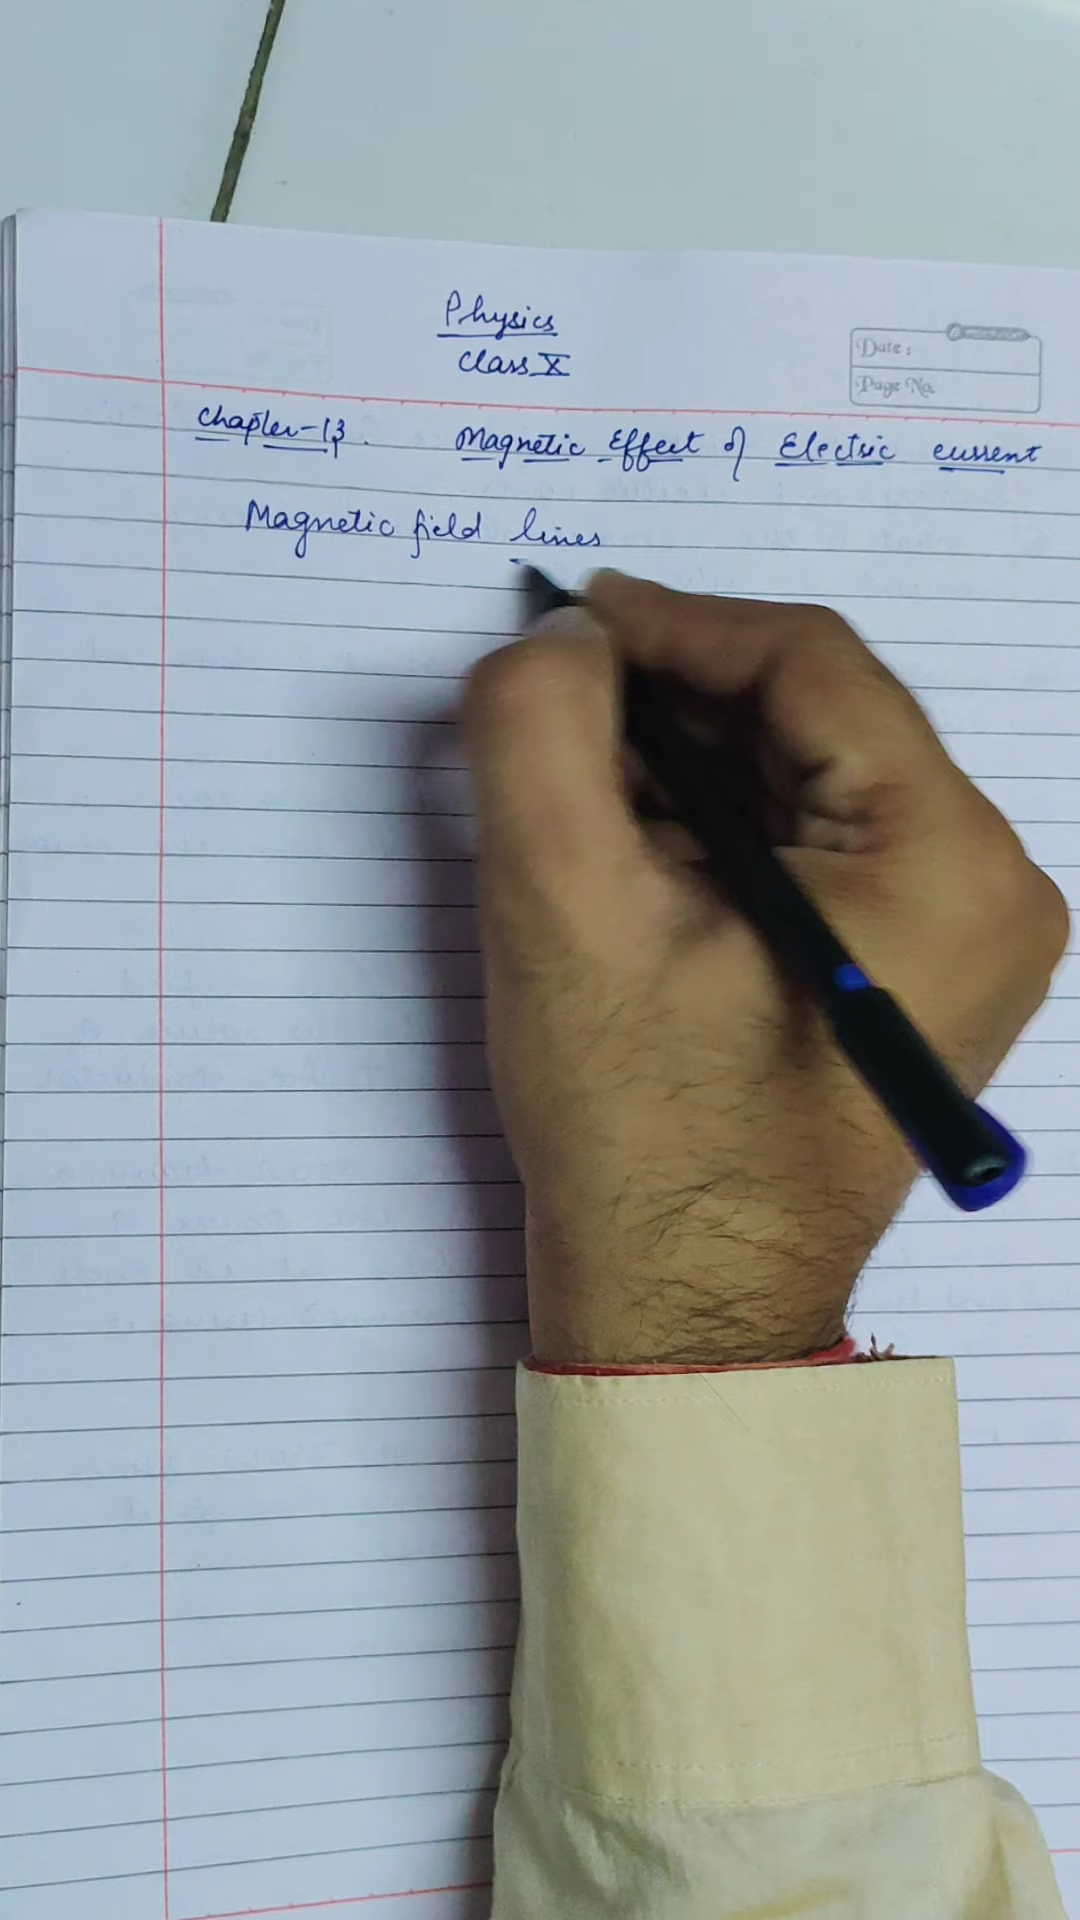 Physics
Class X
Date :
Page No.
Chapter-13. Magnetic Effect of Electric current
Magnetic field lines